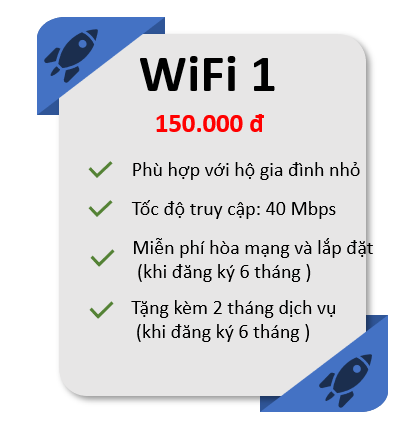 WiFi 1
150.000 đ
Phù hợp với hộ gia đình nhỏ
Tốc độ truy cập: 40 Mbps
Miễn phí hòa mạng và lắp đặt
(khi đăng ký 6 tháng )
Tặng kèm 2 tháng dịch vụ
(khi đăng ký 6 tháng )